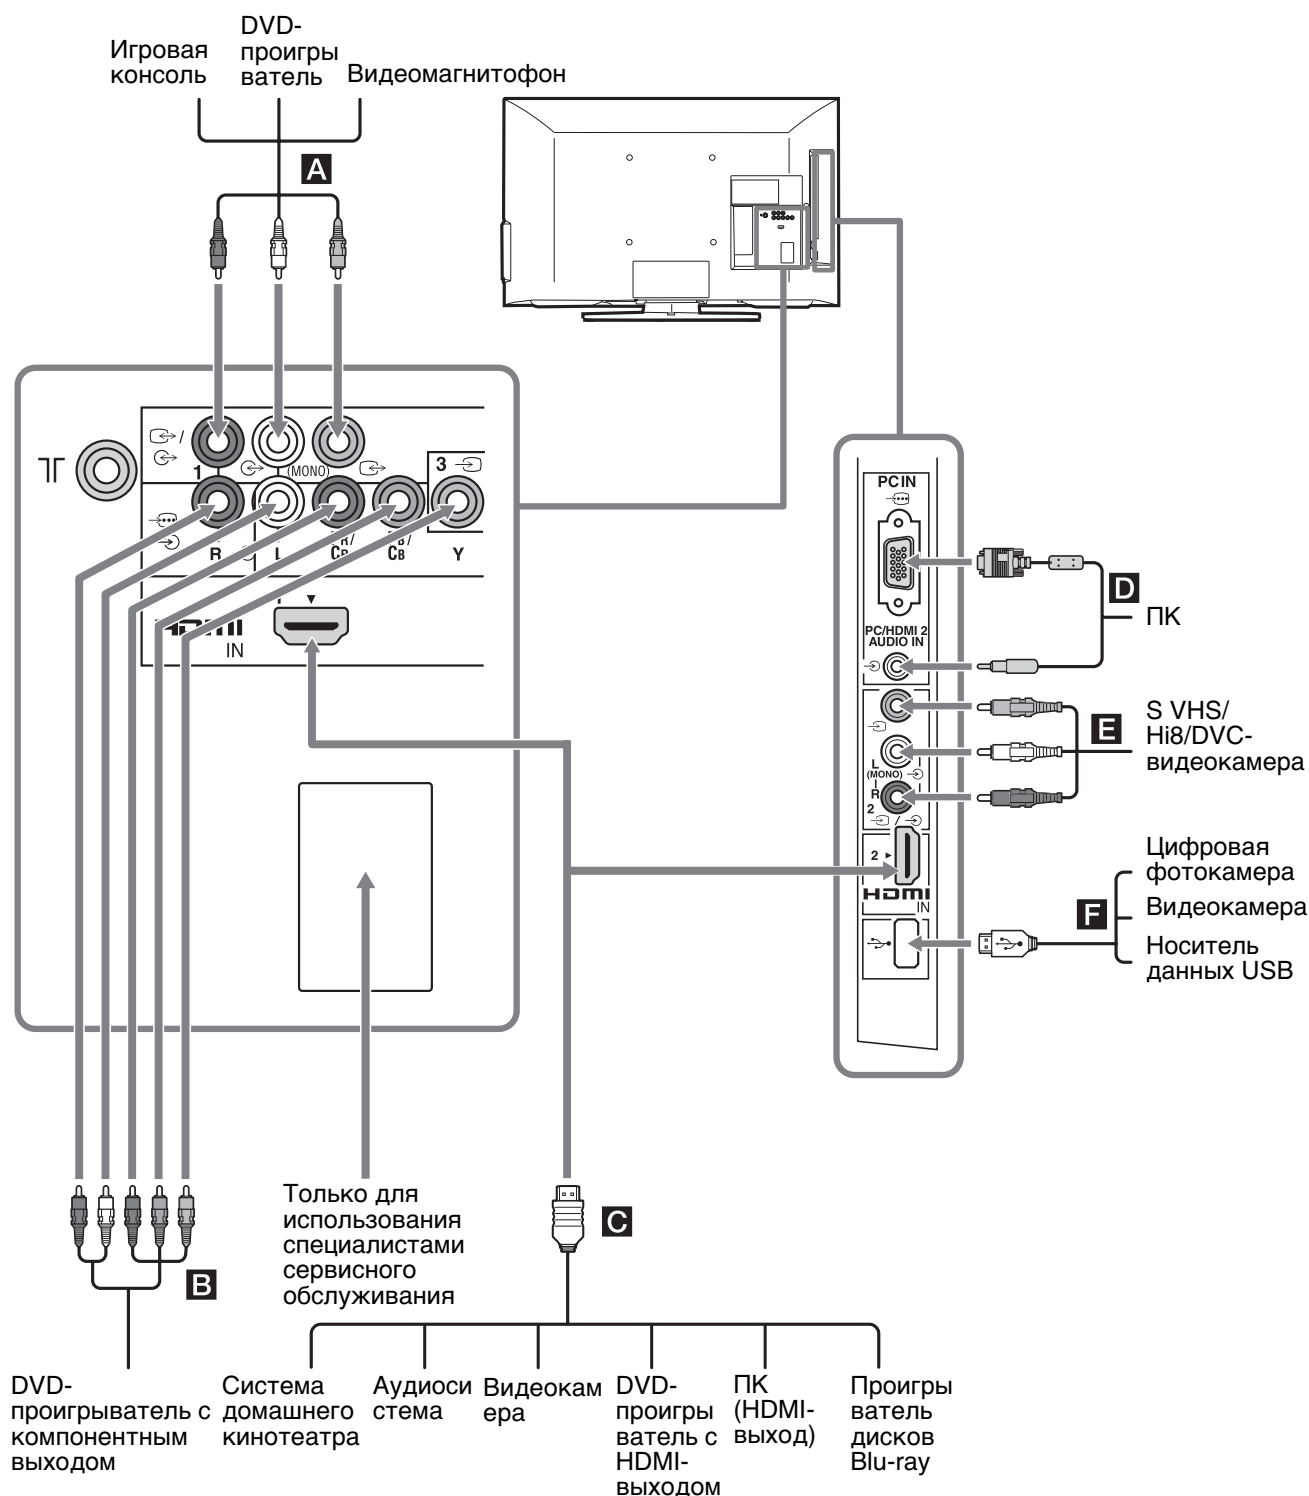 Игровая
консоль
DVD-
проигры
ватель
Видеомагнитофон
A
1
(MONO)
3
R
L
PR/
CR
PB/
CB
Y
HDMI
IN
PC IN
PC/HDMI 2
AUDIO IN
L
(MONO)
R
2
2
HDMI
IN
D
ПК
E
S VHS/
Hi8/DVC-
видеокамера
F
Цифровая
фотокамера
Видеокамера
Носитель
данных USB
Только для
использования
специалистами
сервисного
обслуживания
C
B
DVD-
проигрыватель с
компонентным
выходом
Система
домашнего
кинотеатра
Аудиоси
стема
Видеокам
ера
DVD-
проигры
ватель с
HDMI-
выходом
ПК
(HDMI-
выход)
Проигры
ватель
дисков
Blu-ray